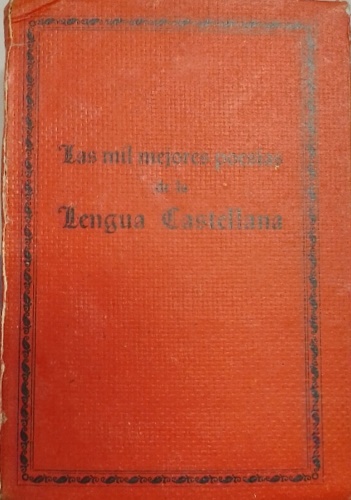 Las mil mejores poesías
de la
Lengua Castellana